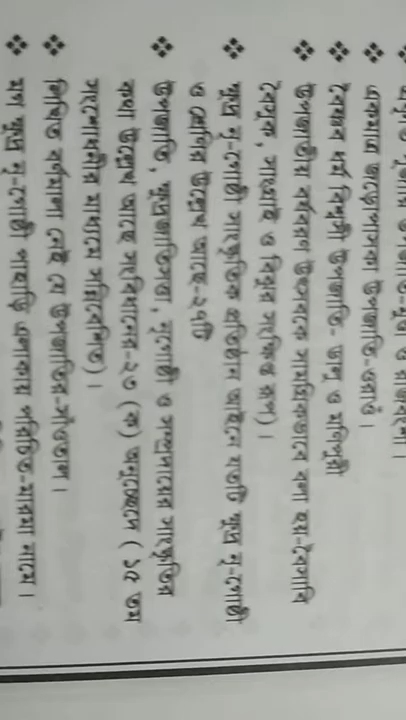 একমাত্র জড়োপাসক উপজাতি-ওরাওঁ।
বৈষ্ণব ধর্ম বিশ্বাসী উপজাতি- ডালু ও মণিপুরী
উপজাতীয় বর্ষবরণ উৎসবকে সামগ্রিকভাবে বলা হয়-বৈসাবি
(বৈসুক, সাংগ্রাই ও বিঝুর সংক্ষিপ্ত রূপ)।
ক্ষুদ্র নৃ-গোষ্ঠী সাংস্কৃতিক প্রতিষ্ঠান আইনে যতটি ক্ষুদ্র নৃ-গোষ্ঠী
ও শ্রেণির উল্লেখ আছে-২৭টি
উপজাতি, ক্ষুদ্রজাতিসত্তা, নৃগোষ্ঠী ও সম্প্রদায়ের সাংস্কৃতির
কথা উল্লেখ আছে সংবিধানের-২৩ (ক) অনুচ্ছেদে (১৫ তম
সংশোধনীর মাধ্যমে সন্নিবেশিত)।
লিখিত বর্ণমালা নেই যে উপজাতির-সাঁওতাল।
মগ ক্ষুদ্র নৃ-গোষ্ঠী পাহাড়ি এলাকায় পরিচিত-মারমা নামে।